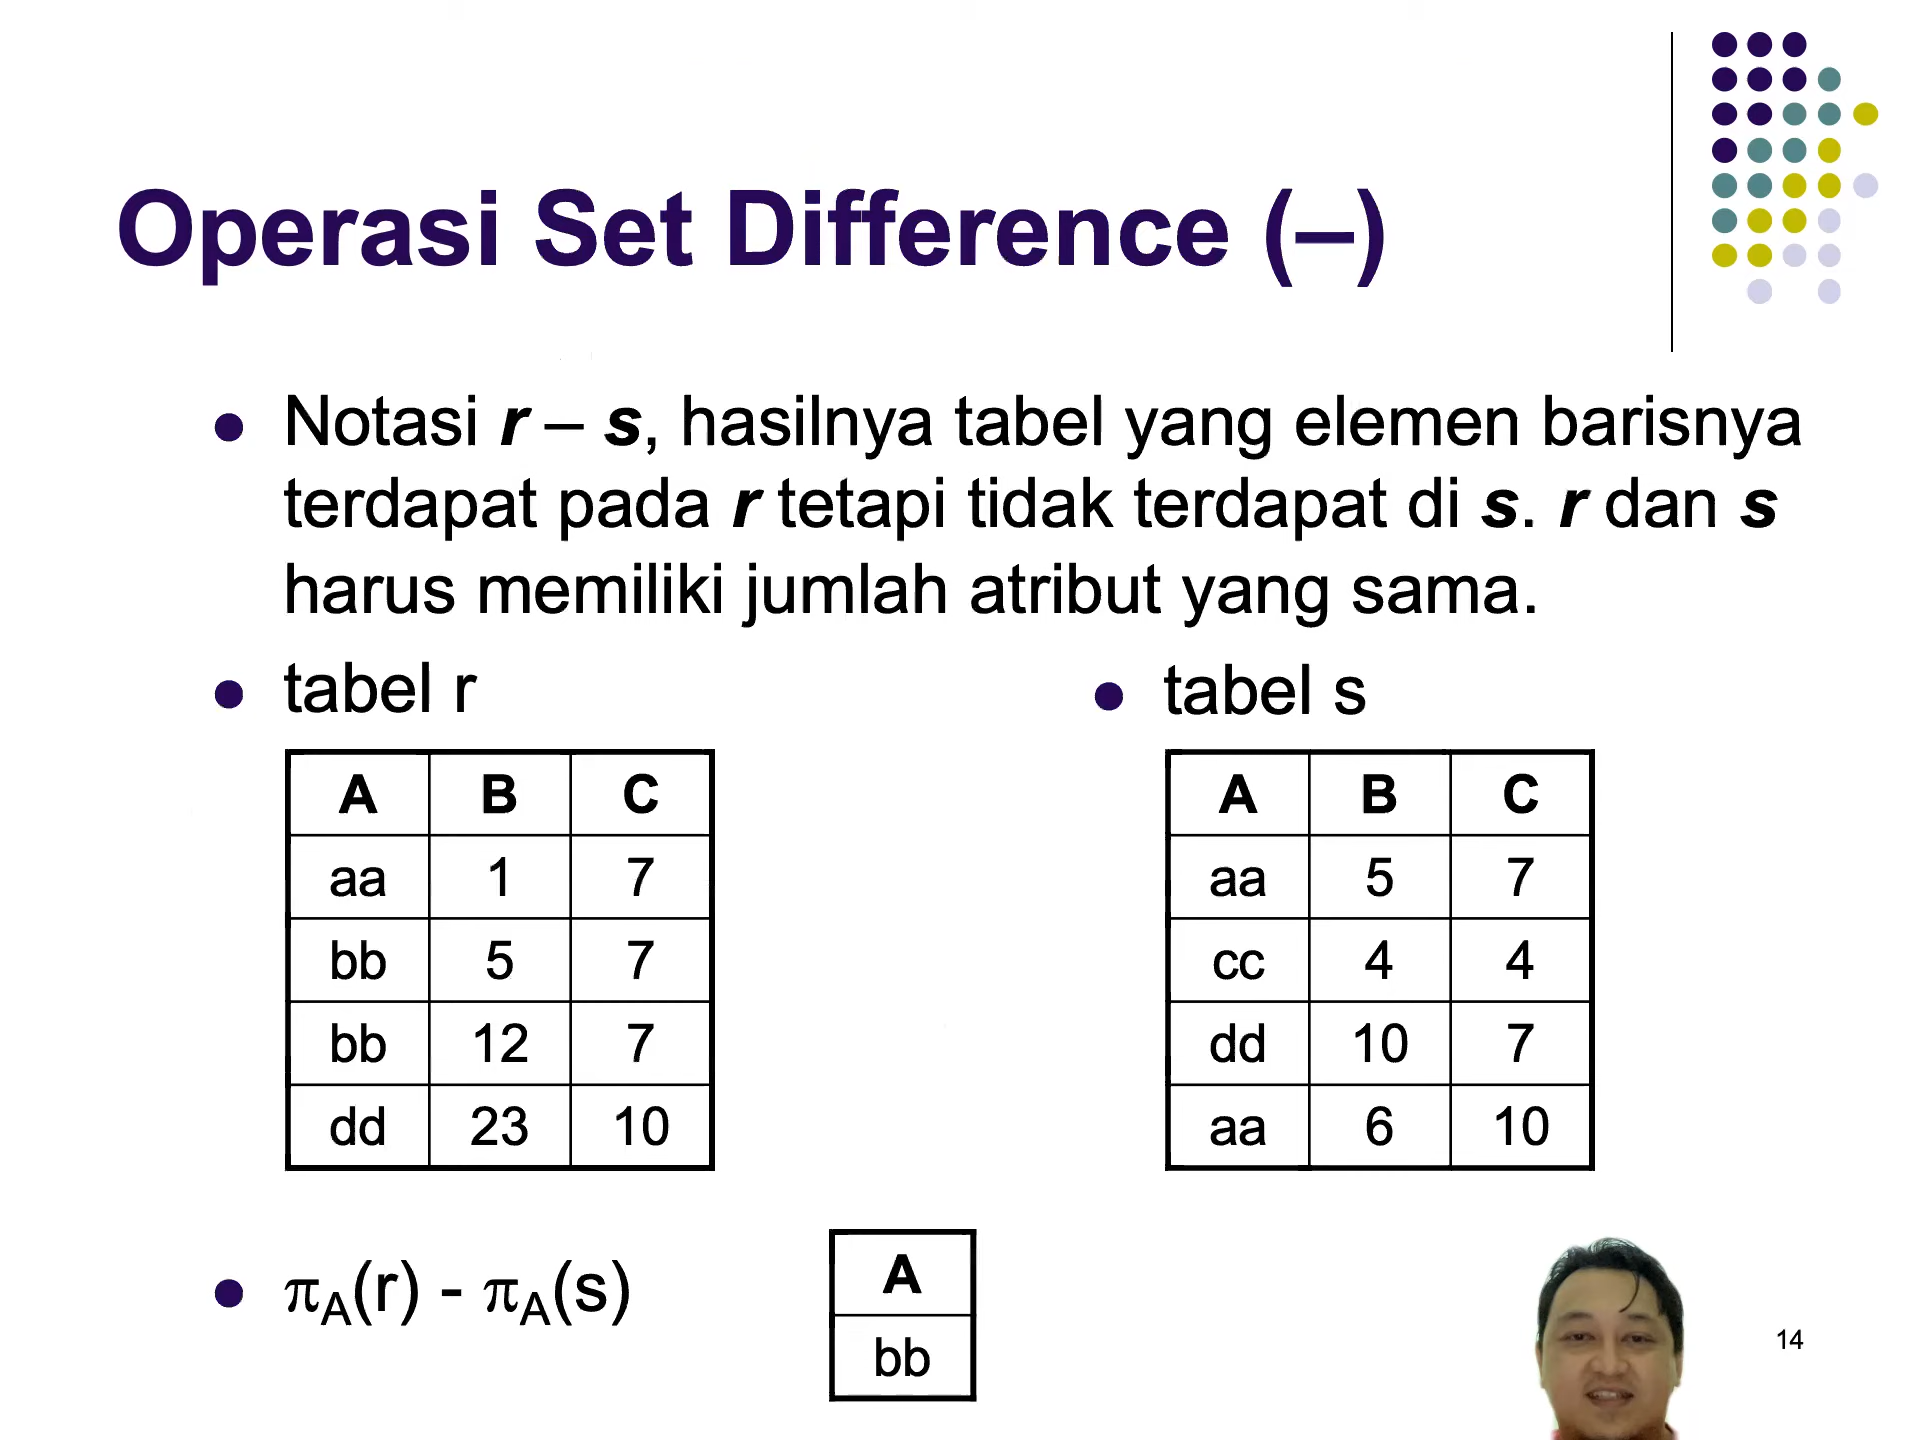 Operasi Set Difference (–)
Notasi r – s, hasilnya tabel yang elemen barisnya
terdapat pada r tetapi tidak terdapat di s. r dan s
harus memiliki jumlah atribut yang sama.
tabel r
A B C
aa 1 7
bb 5 7
bb 12 7
dd 23 10
tabel s
A B C
aa 5 7
cc 4 4
dd 10 7
aa 6 10
πA(r) - πA(s)
A
bb
14